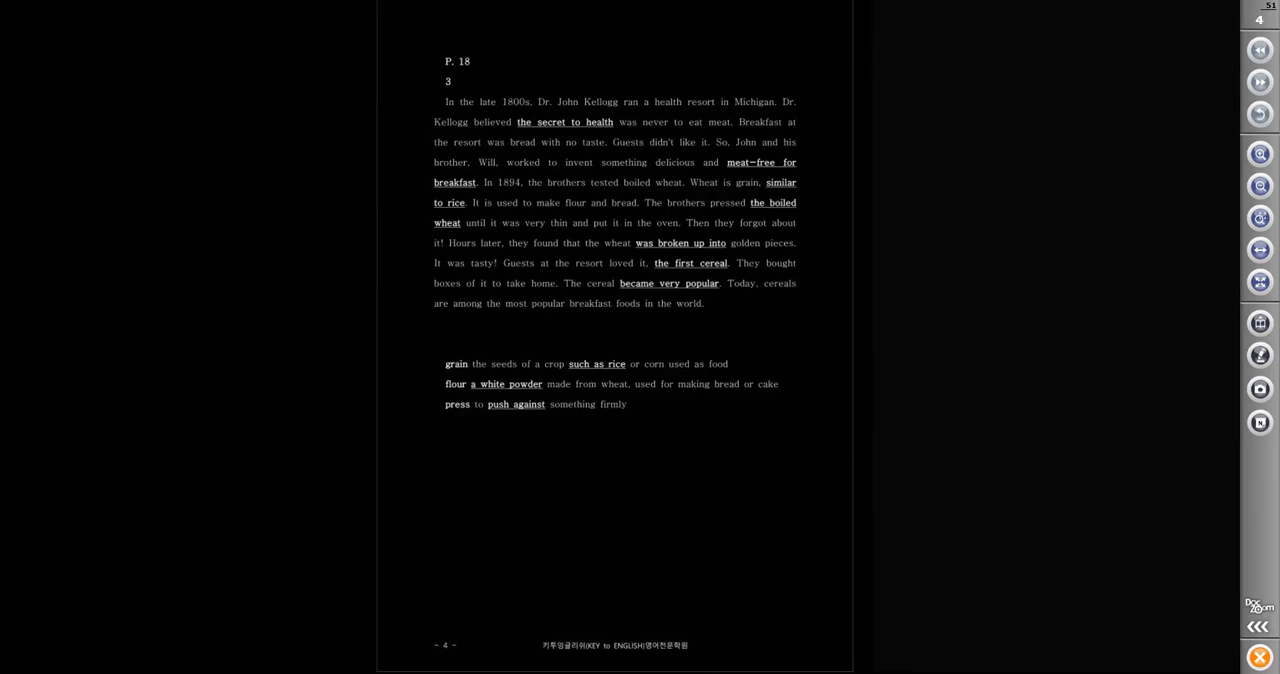 51
4
P. 18
3
In the late 1800s, Dr. John Kellogg ran a health resort in Michigan. Dr.
Kellogg believed the secret to health was never to eat meat. Breakfast at
the resort was bread with no taste. Guests didn't like it. So, John and his
brother. Will, worked to invent something delicious and meat-free for
breakfast. In 1894, the brothers tested boiled wheat. Wheat is grain, similar
to rice. It is used to make flour and bread. The brothers pressed the boiled
wheat until it was very thin and put it in the oven. Then they forgot about
it! Hours later, they found that the wheat was broken up into golden pieces.
It was tasty! Guests at the resort loved it, the first cereal. They bought
boxes of it to take home. The cereal became very popular. Today, cereals
are among the most popular breakfast foods in the world.
grain the seeds of a crop such as rice or corn used as food
flour a white powder made from wheat, used for making bread or cake
press to push against something firmly
- 4 -
키투잉글리쉬(KEY to ENGLISH)영어전문학원
Doc
Zoom